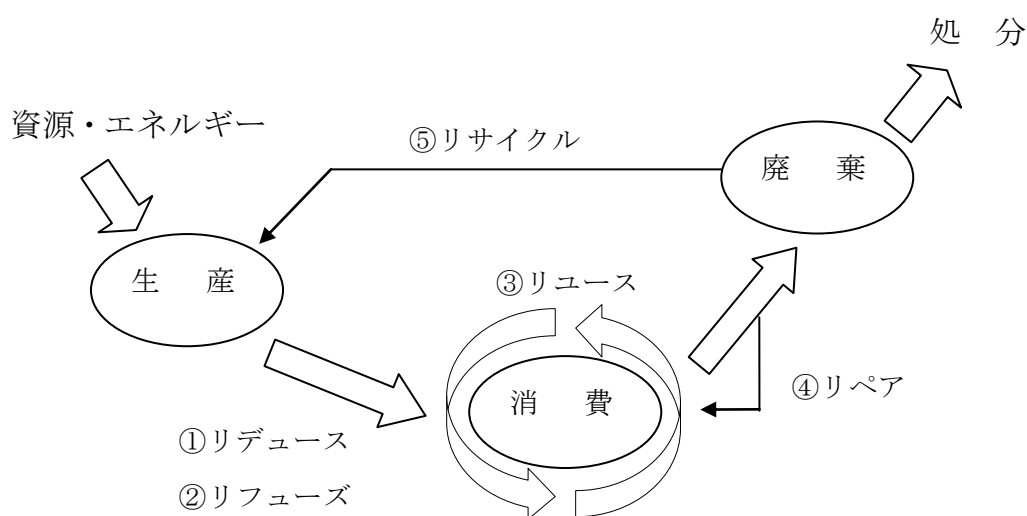 処 分
資源・エネルギー
⑤リサイクル
廃 棄
生 産
③リユース
消 費
④リペア
①リデュース
②リフューズ